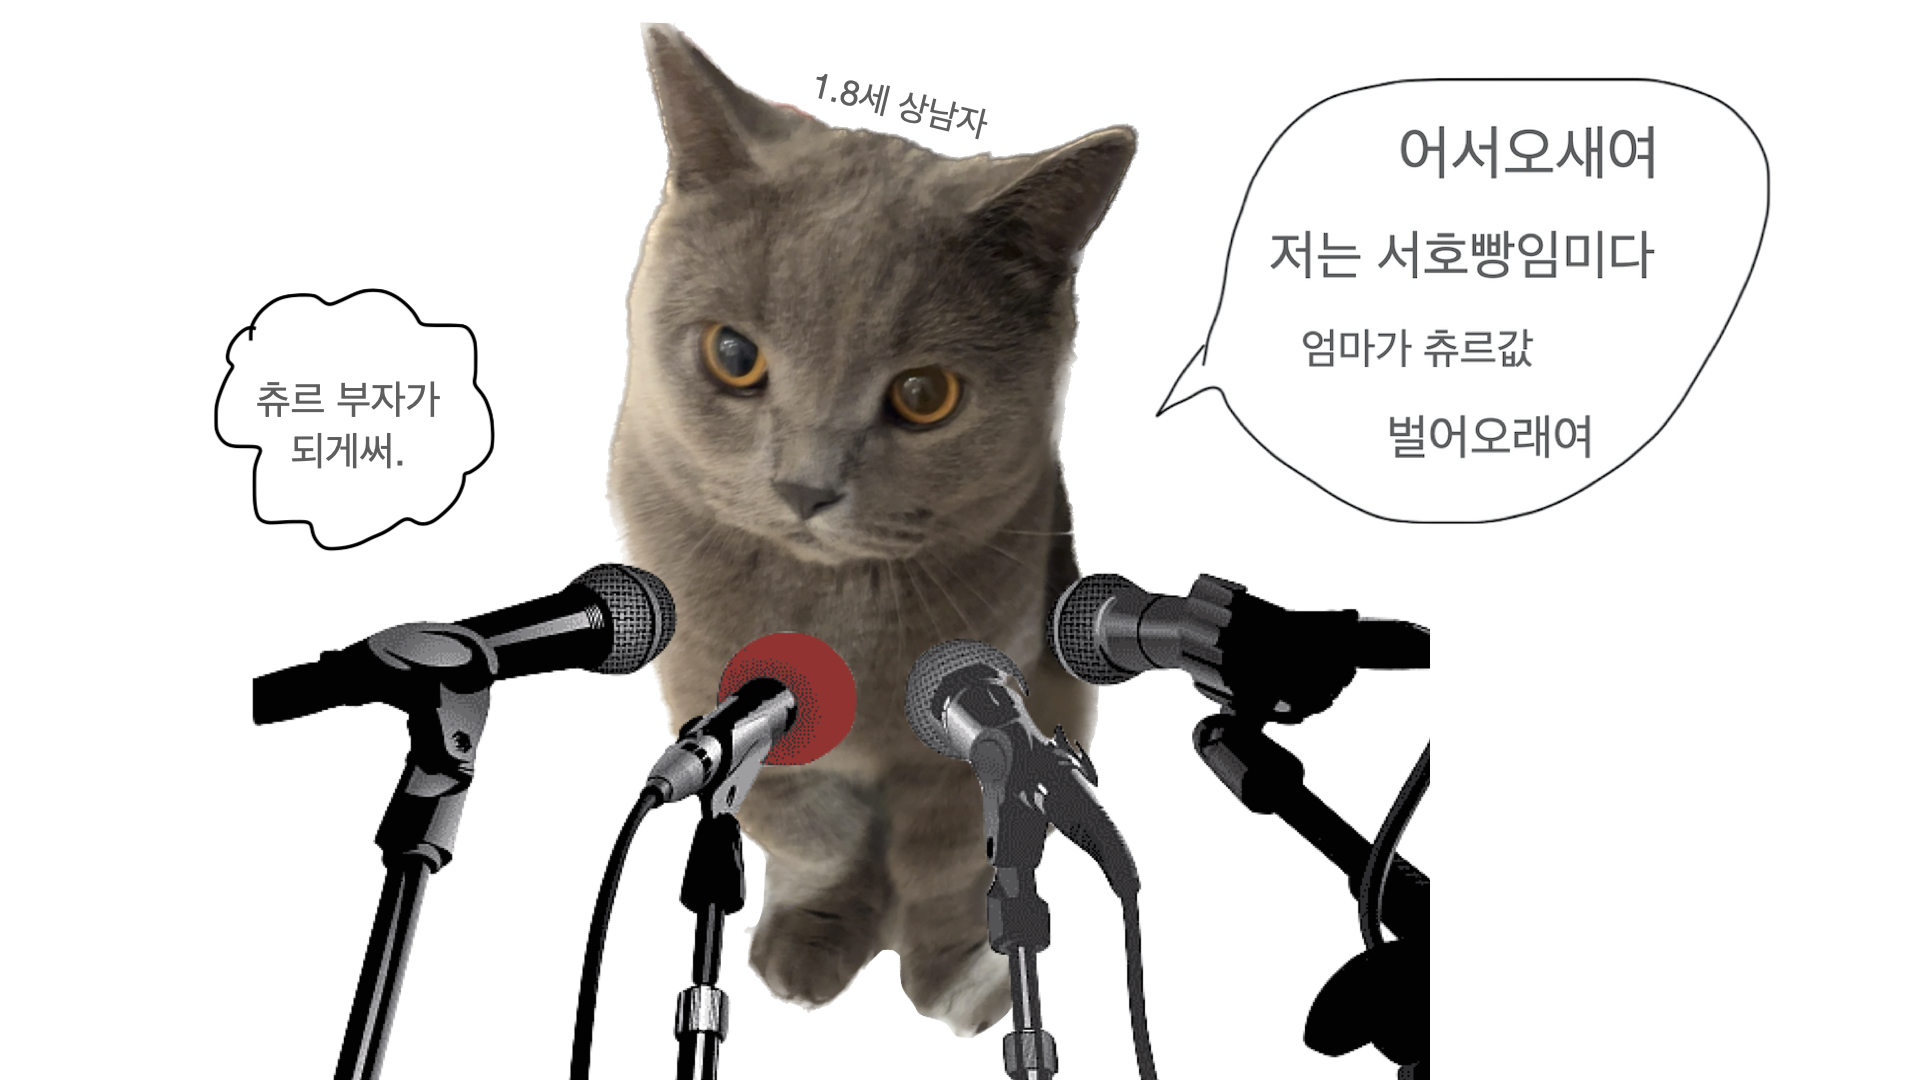 1.8세 상남자
어서오새여
저는 서호빵임미다
엄마가 츄르값
벌어오래여
츄르 부자가
되게써.